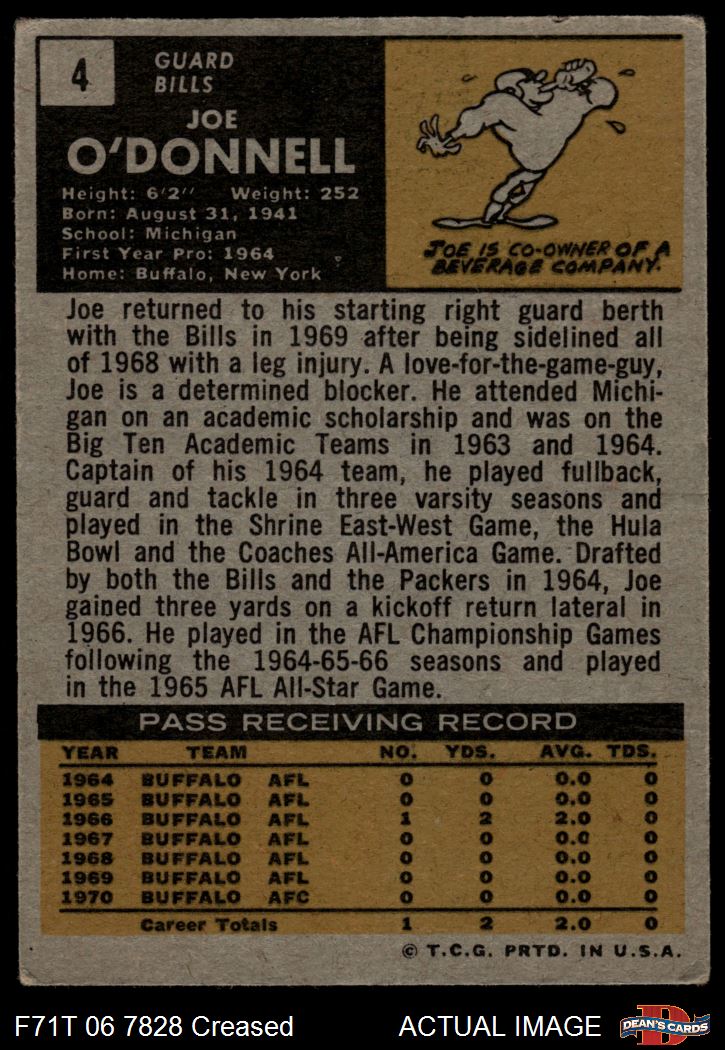 4
GUARD
BILLS
JOE
O'DONNELL
Height: 6'2" Weight: 252
Born: August 31, 1941
School: Michigan
First Year Pro: 1964
Home: Buffalo, New York
JOE IS CO-OWNER OF A
BEVERAGE COMPANY.
Joe returned to his starting right guard berth
with the Bills in 1969 after being sidelined all
of 1968 with a leg injury. A love-for-the-game-guy,
Joe is a determined blocker. He attended Michi-
gan on an academic scholarship and was on the
Big Ten Academic Teams in 1963 and 1964.
Captain of his 1964 team, he played fullback,
guard and tackle in three varsity seasons and
played in the Shrine East-West Game, the Hula
Bowl and the Coaches All-America Game. Drafted
by both the Bills and the Packers in 1964, Joe
gained three yards on a kickoff return lateral in
1966. He played in the AFL Championship Games
following the 1964-65-66 seasons and played
in the 1965 AFL All-Star Game.
PASS RECEIVING RECORD
YEAR TEAM NO. YDS. AVG. TDS.
1964 BUFFALO AFL 0 0 0.0 0
1965 BUFFALO AFL 0 0 0.0 0
1966 BUFFALO AFL 1 2 2.0 0
1967 BUFFALO AFL 0 0 0.0 0
1968 BUFFALO AFL 0 0 0.0 0
1969 BUFFALO AFL 0 0 0.0 0
1970 BUFFALO AFC 0 0 0.0 0
Career Totals 1 2 2.0 0
© T.C.G. PRTD. IN U.S.A.
F71T 06 7828 Creased ACTUAL IMAGE
D
DEAN'S CARDS